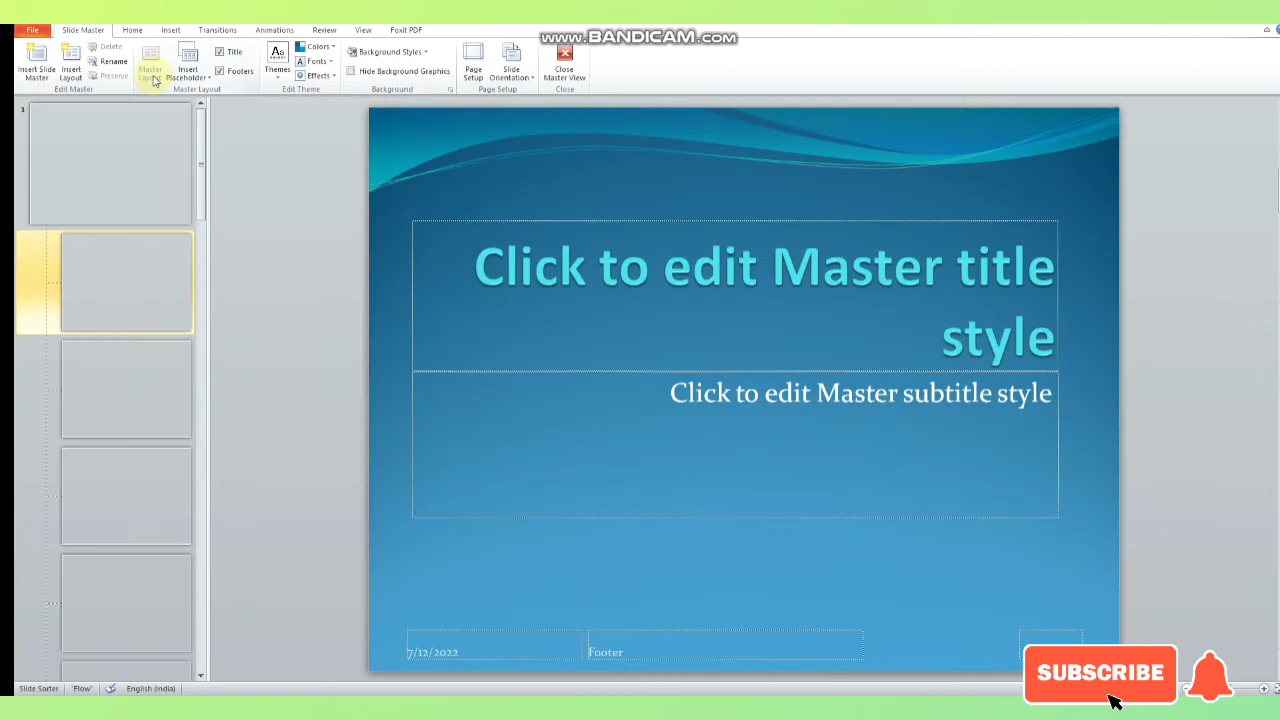 File Slide Master Home Insert Transitions Slide Show Animations Review View Foxit PDF
www.BANDICAM.com
Insert Slide Master
Insert Layout
Delete
Rename
Preserve
Edit Master
Master Layout
Insert Placeholder
Title
Footers
Master Layout
Themes
Colors
Fonts
Effects
Edit Theme
Background Styles
Hide Background Graphics
Background
Page Setup
Slide Orientation
Page Setup
Close Master View
Close
1
Click to edit Master title
style
Click to edit Master subtitle style
7/12/2022
Footer
SUBSCRIBE
Slide Sorter "Flow" English (India)